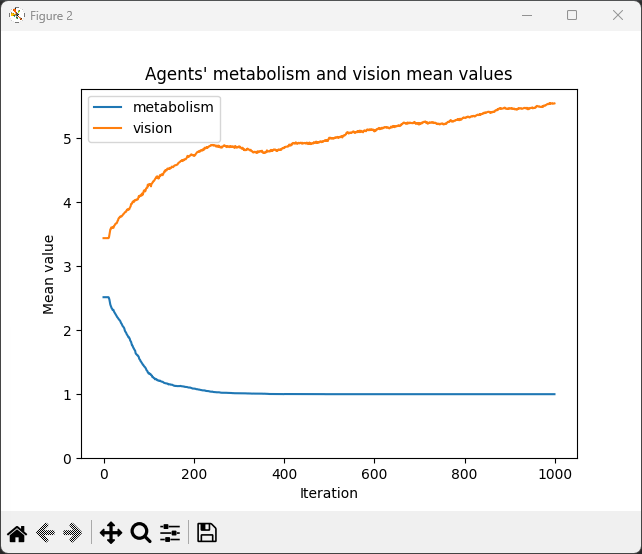 Figure 2
Agents' metabolism and vision mean values
metabolism
vision
5
4
3
2
1
0
Mean value
0 200 400 600 800 1000
Iteration